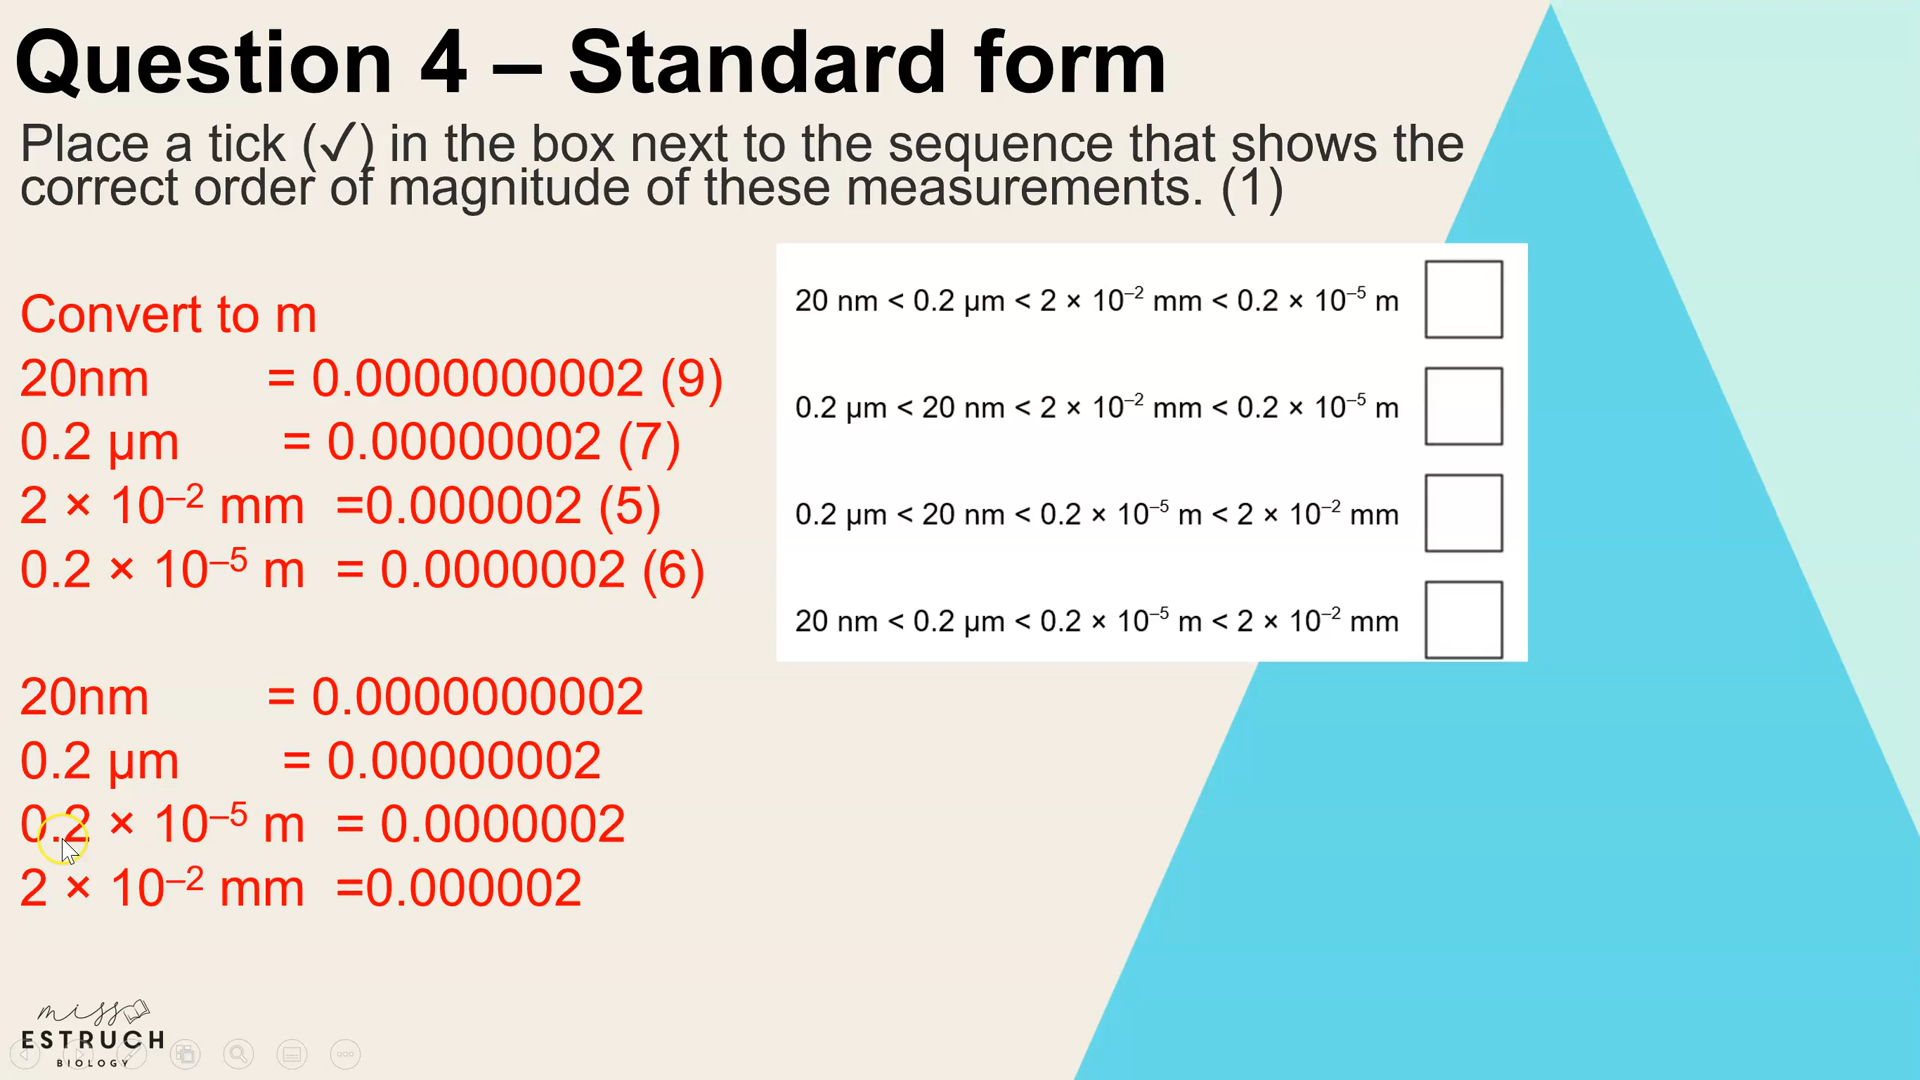 Question 4 – Standard form
Place a tick (✓) in the box next to the sequence that shows the
correct order of magnitude of these measurements. (1)
Convert to m
20nm = 0.0000000002 (9)
0.2 µm = 0.00000002 (7)
2 × 10⁻² mm =0.000002 (5)
0.2 × 10⁻⁵ m = 0.0000002 (6)
20nm = 0.0000000002
0.2 µm = 0.00000002
0.2 × 10⁻⁵ m = 0.0000002
2 × 10⁻² mm =0.000002
20 nm < 0.2 µm < 2 × 10⁻² mm < 0.2 × 10⁻⁵ m
0.2 µm < 20 nm < 2 × 10⁻² mm < 0.2 × 10⁻⁵ m
0.2 µm < 20 nm < 0.2 × 10⁻⁵ m < 2 × 10⁻² mm
20 nm < 0.2 µm < 0.2 × 10⁻⁵ m < 2 × 10⁻² mm
miss
ESTRUCH
BIOLOGY